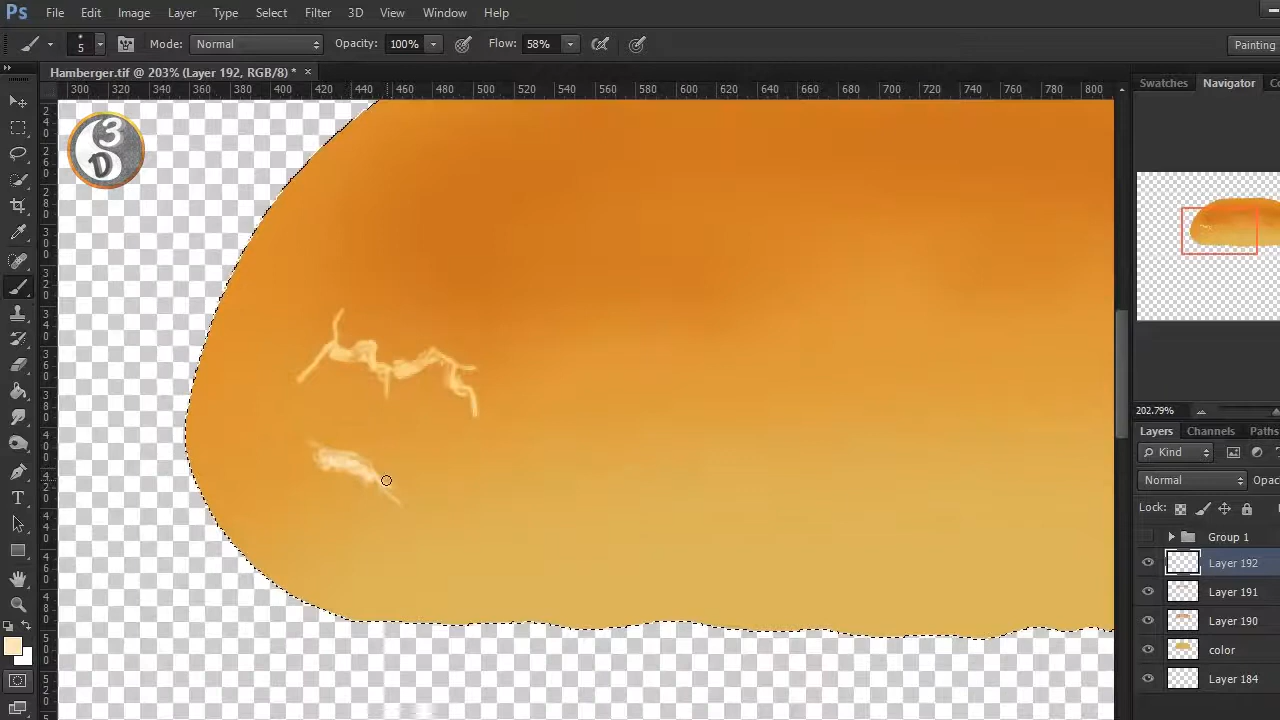 Ps File Edit Image Layer Type Select Filter 3D View Window Help
5 Mode: Normal Opacity: 100% Flow: 58% Painting
Hamberger.tif @ 203% (Layer 192, RGB/8) * ×
300 320 340 360 380 400 420 440 460 480 500 520 540 560 580 600 620 640 660 680 700 720 740 760 780 800
Swatches Navigator Co
3D
202.79%
Layers Channels Paths
Kind
Normal Opac
Lock:
Group 1
Layer 192
Layer 191
Layer 190
color
Layer 184